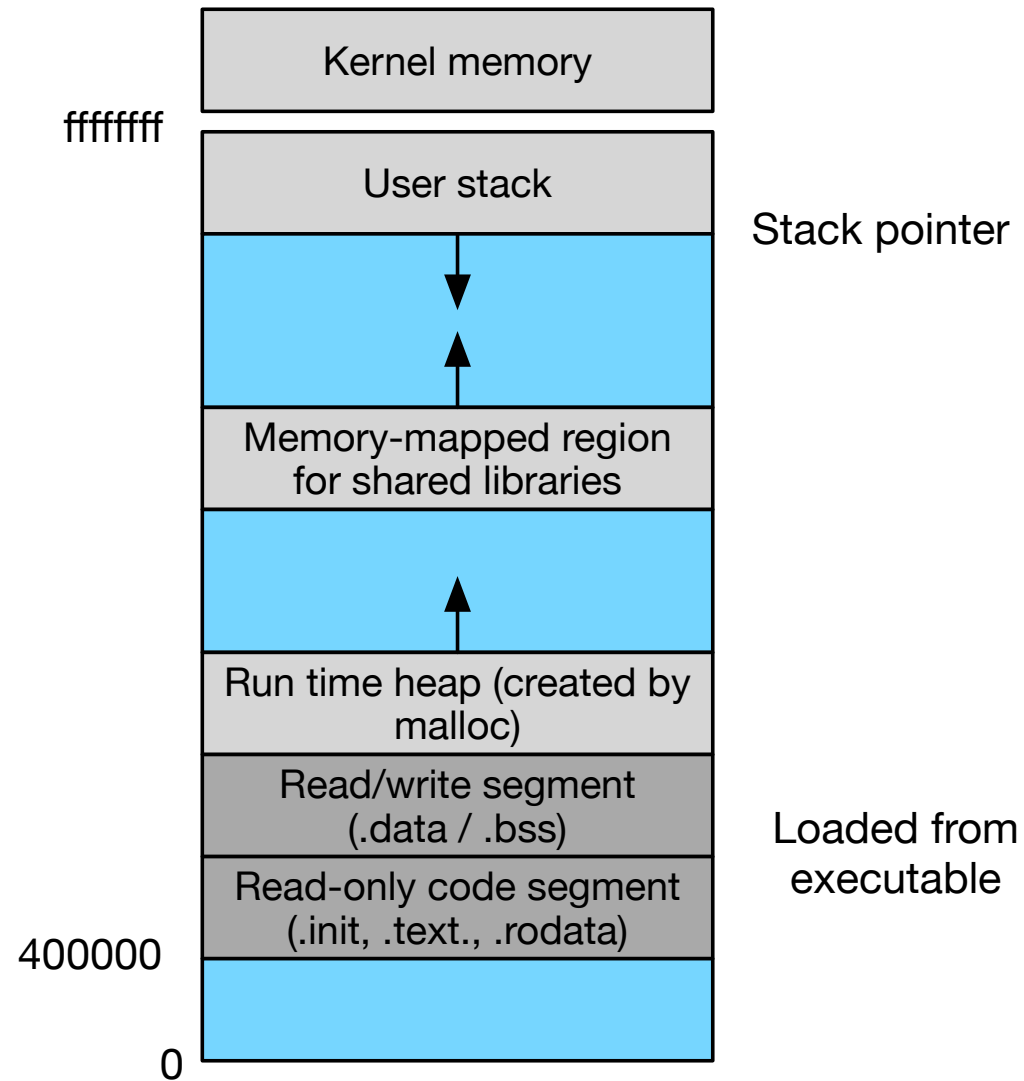 Kernel memory
ffffffff
User stack
Stack pointer
Memory-mapped region
for shared libraries
Run time heap (created by
malloc)
Read/write segment
(.data / .bss)
Loaded from
executable
Read-only code segment
(.init, .text., .rodata)
400000
0